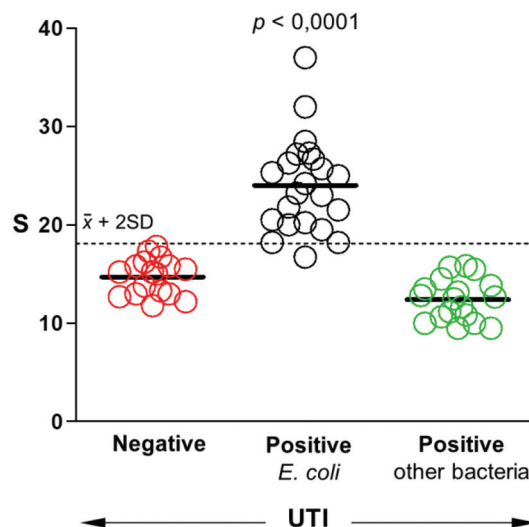 p < 0,0001
40
30
20
10
0
S
x̄ + 2SD
Negative
Positive
E. coli
Positive
other bacteria
UTI